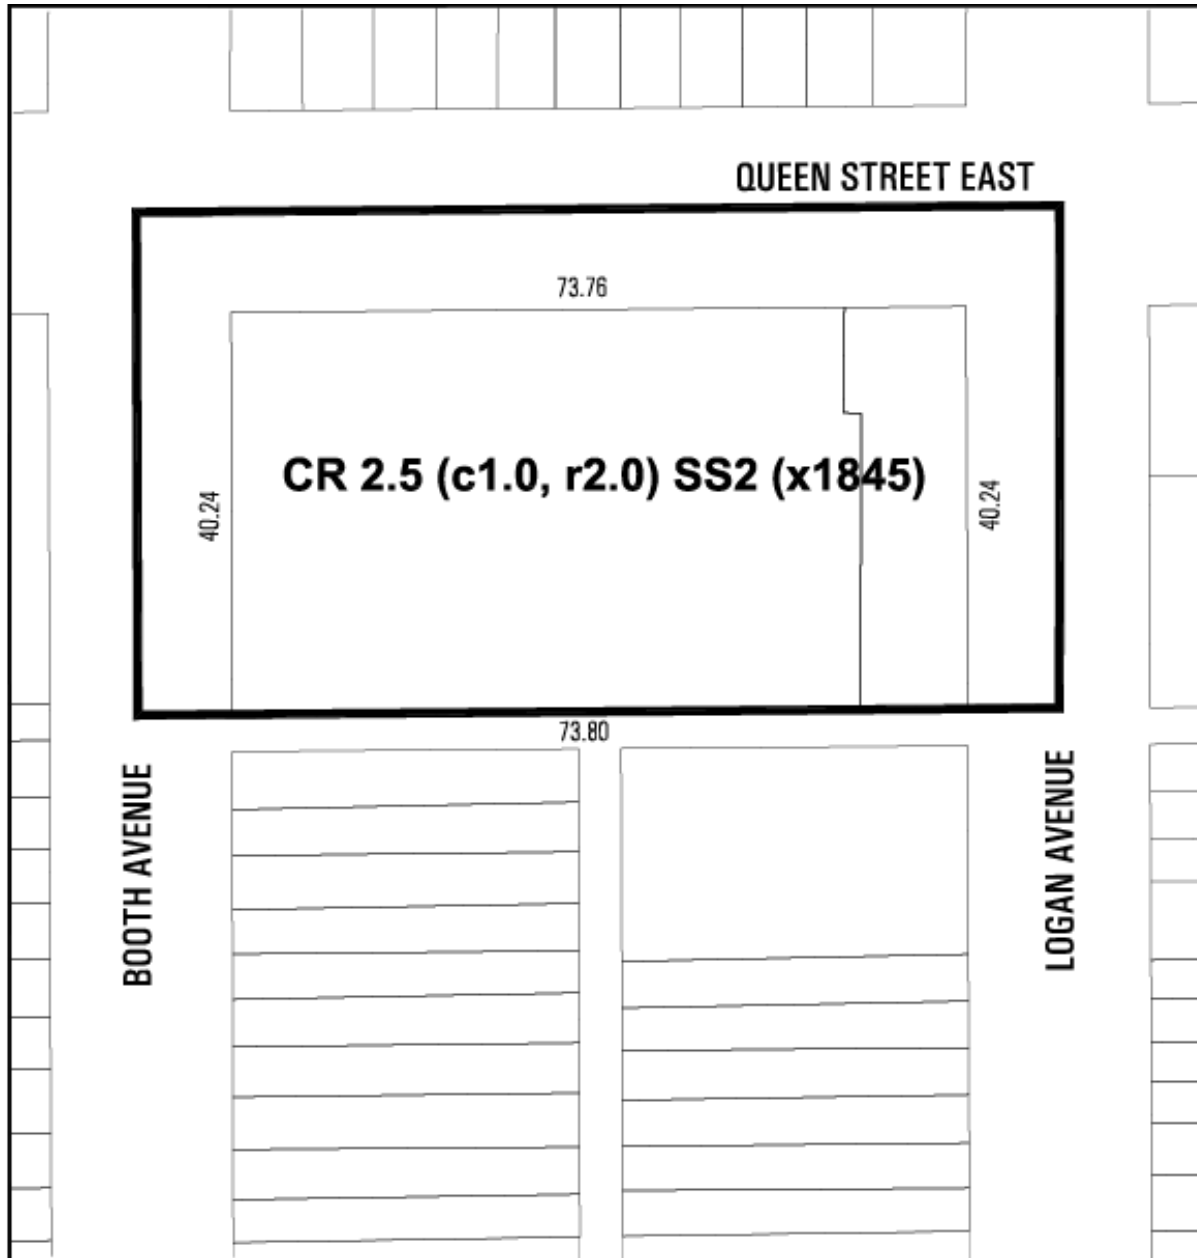 QUEEN STREET EAST
73.76
CR 2.5 (c1.0, r2.0) SS2 (x1845)
40.24
40.24
73.80
BOOTH AVENUE
LOGAN AVENUE